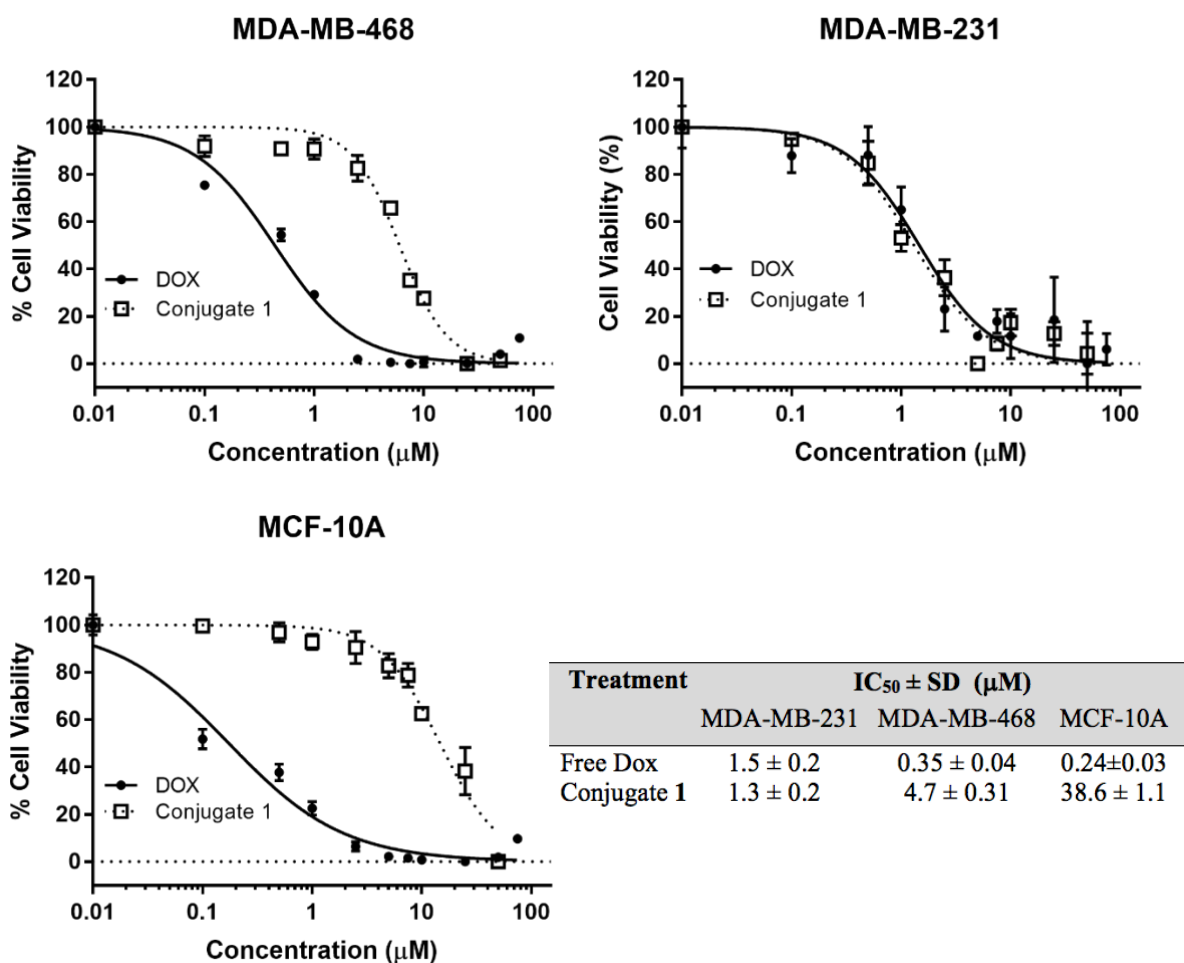 MDA-MB-468
120
100
80
60
40
20
0
% Cell Viability
DOX
Conjugate 1
0.01 0.1 1 10 100
Concentration (μM)
MDA-MB-231
120
100
80
60
40
20
0
Cell Viability (%)
DOX
Conjugate 1
0.01 0.1 1 10 100
Concentration (μM)
MCF-10A
120
100
80
60
40
20
0
% Cell Viability
DOX
Conjugate 1
0.01 0.1 1 10 100
Concentration (μM)
Treatment IC50 ± SD (μM)
MDA-MB-231 MDA-MB-468 MCF-10A
Free Dox 1.5 ± 0.2 0.35 ± 0.04 0.24±0.03
Conjugate 1 1.3 ± 0.2 4.7 ± 0.31 38.6 ± 1.1